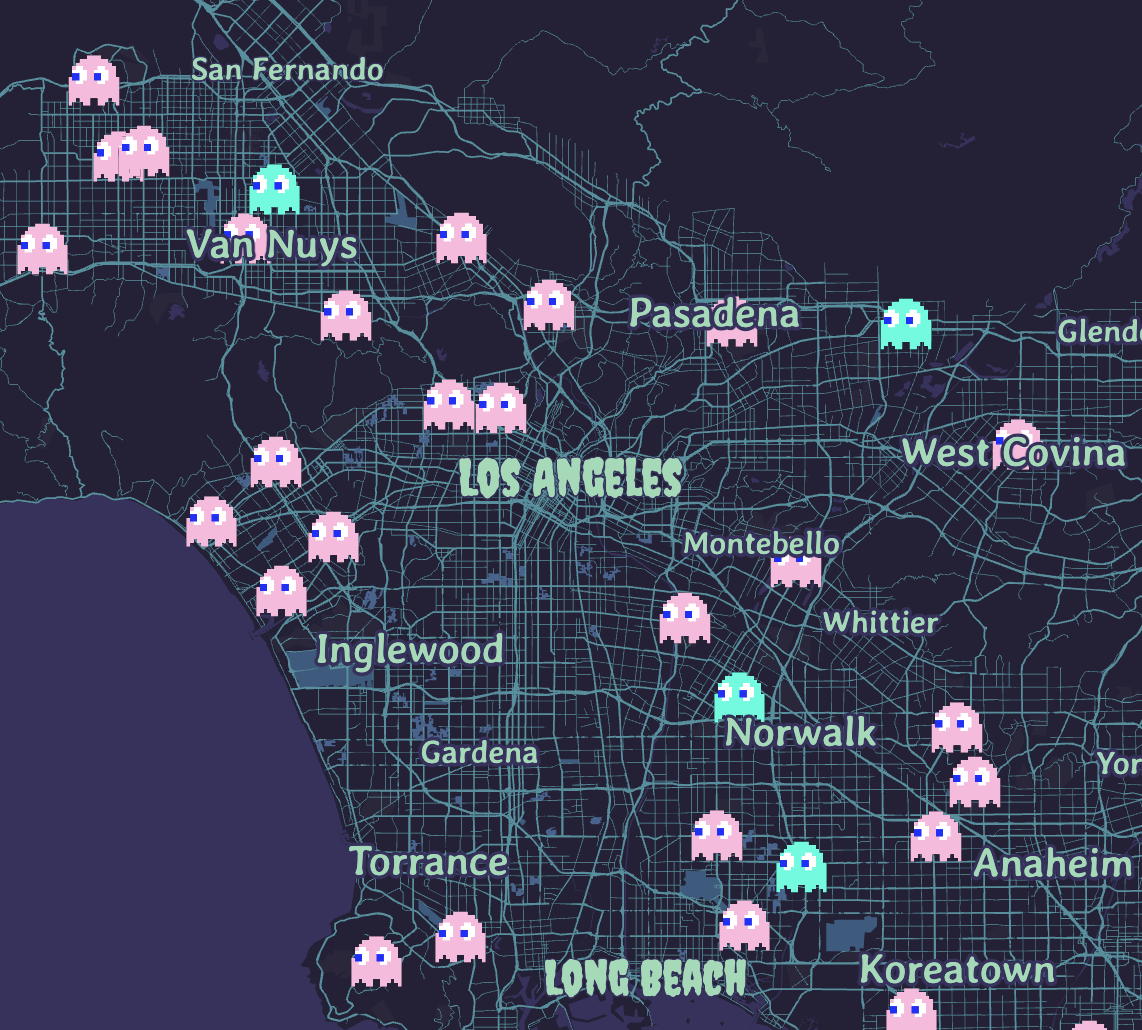 San Fernando
Van Nuys
Pasadena
Glend
West Covina
LOS ANGELES
Montebello
Whittier
Inglewood
Norwalk
Gardena
Yor
Torrance
Anaheim
Koreatown
LONG BEACH